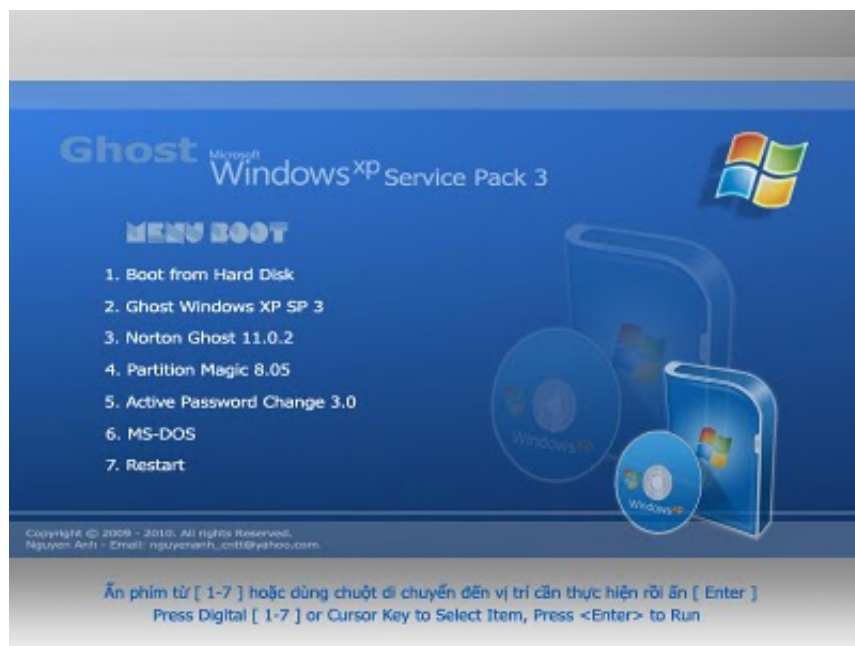 Ghost
Microsoft
Windows xp Service Pack 3
MENU BOOT
1. Boot from Hard Disk
2. Ghost Windows XP SP 3
3. Norton Ghost 11.0.2
4. Partition Magic 8.05
5. Active Password Change 3.0
6. MS-DOS
7. Restart
Windows xp
Windows xp
Copyright © 2009 - 2010. All rights Reserved.
Nguyen Anh - Email: nguyenanh_cntt@yahoo.com
Ấn phím từ [ 1-7 ] hoặc dùng chuột di chuyển đến vị trí cần thực hiện rồi ấn [ Enter ]
Press Digital [ 1-7 ] or Cursor Key to Select Item, Press <Enter> to Run